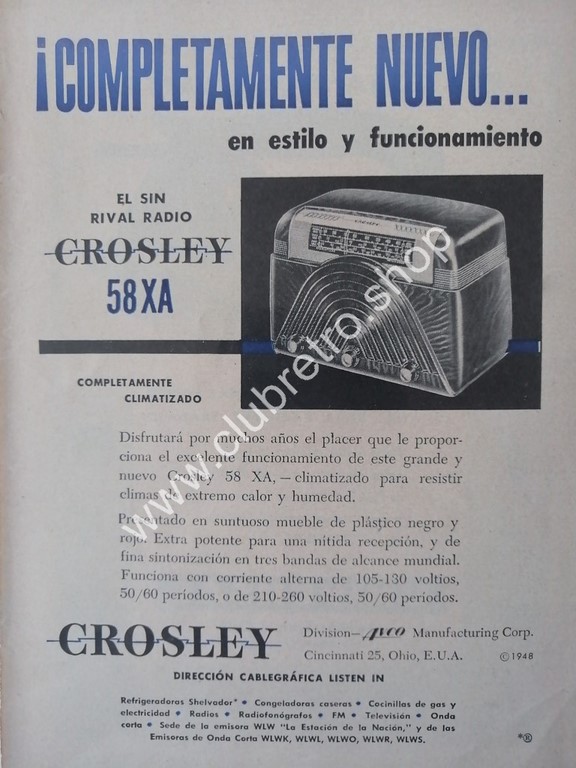 ¡COMPLETAMENTE NUEVO...
en estilo y funcionamiento
EL SIN
RIVAL RADIO
CROSLEY
58 XA
COMPLETAMENTE
CLIMATIZADO
Disfrutará por muchos años el placer que le propor-
ciona el excelente funcionamiento de este grande y
nuevo Crosley 58 XA, — climatizado para resistir
climas de extremo calor y humedad.
Presentado en suntuoso mueble de plástico negro y
rojo. Extra potente para una nítida recepción, y de
fina sintonización en tres bandas de alcance mundial.
Funciona con corriente alterna de 105-130 voltios,
50/60 períodos, o de 210-260 voltios, 50/60 períodos.
CROSLEY Division— AVCO Manufacturing Corp.
Cincinnati 25, Ohio, E.U.A. ©1948
DIRECCIÓN CABLEGRÁFICA LISTEN IN
Refrigeradoras Shelvador* • Congeladoras caseras • Cocinillas de gas y
electricidad • Radios • Radiofonógrafos • FM • Televisión • Onda
corta • Sede de la emisora WLW "La Estación de la Nación," y de las
Emisoras de Onda Corta WLWK, WLWL, WLWO, WLWR, WLWS. *®
www.clubretro.shop